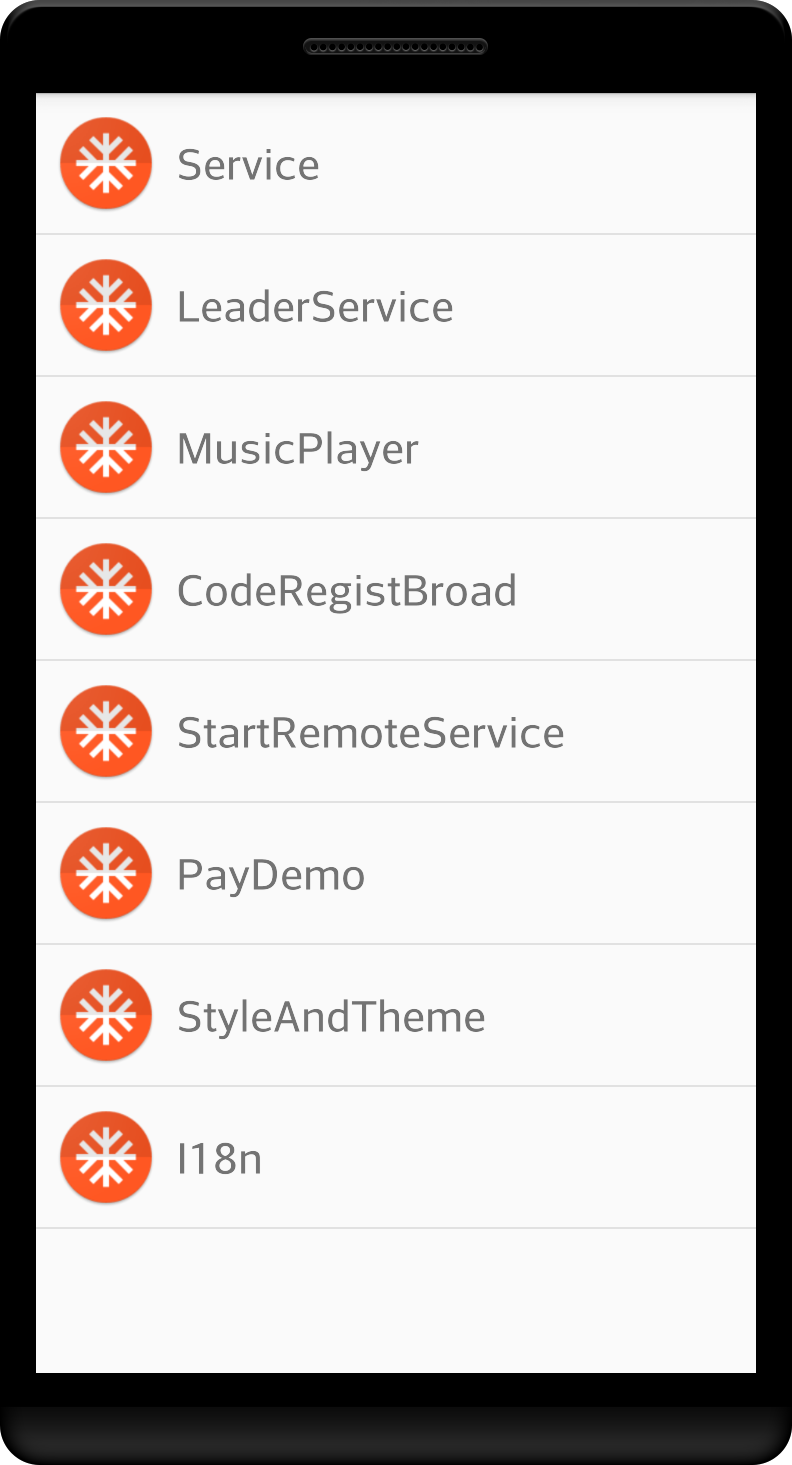 Service
LeaderService
MusicPlayer
CodeRegistBroad
StartRemoteService
PayDemo
StyleAndTheme
I18n